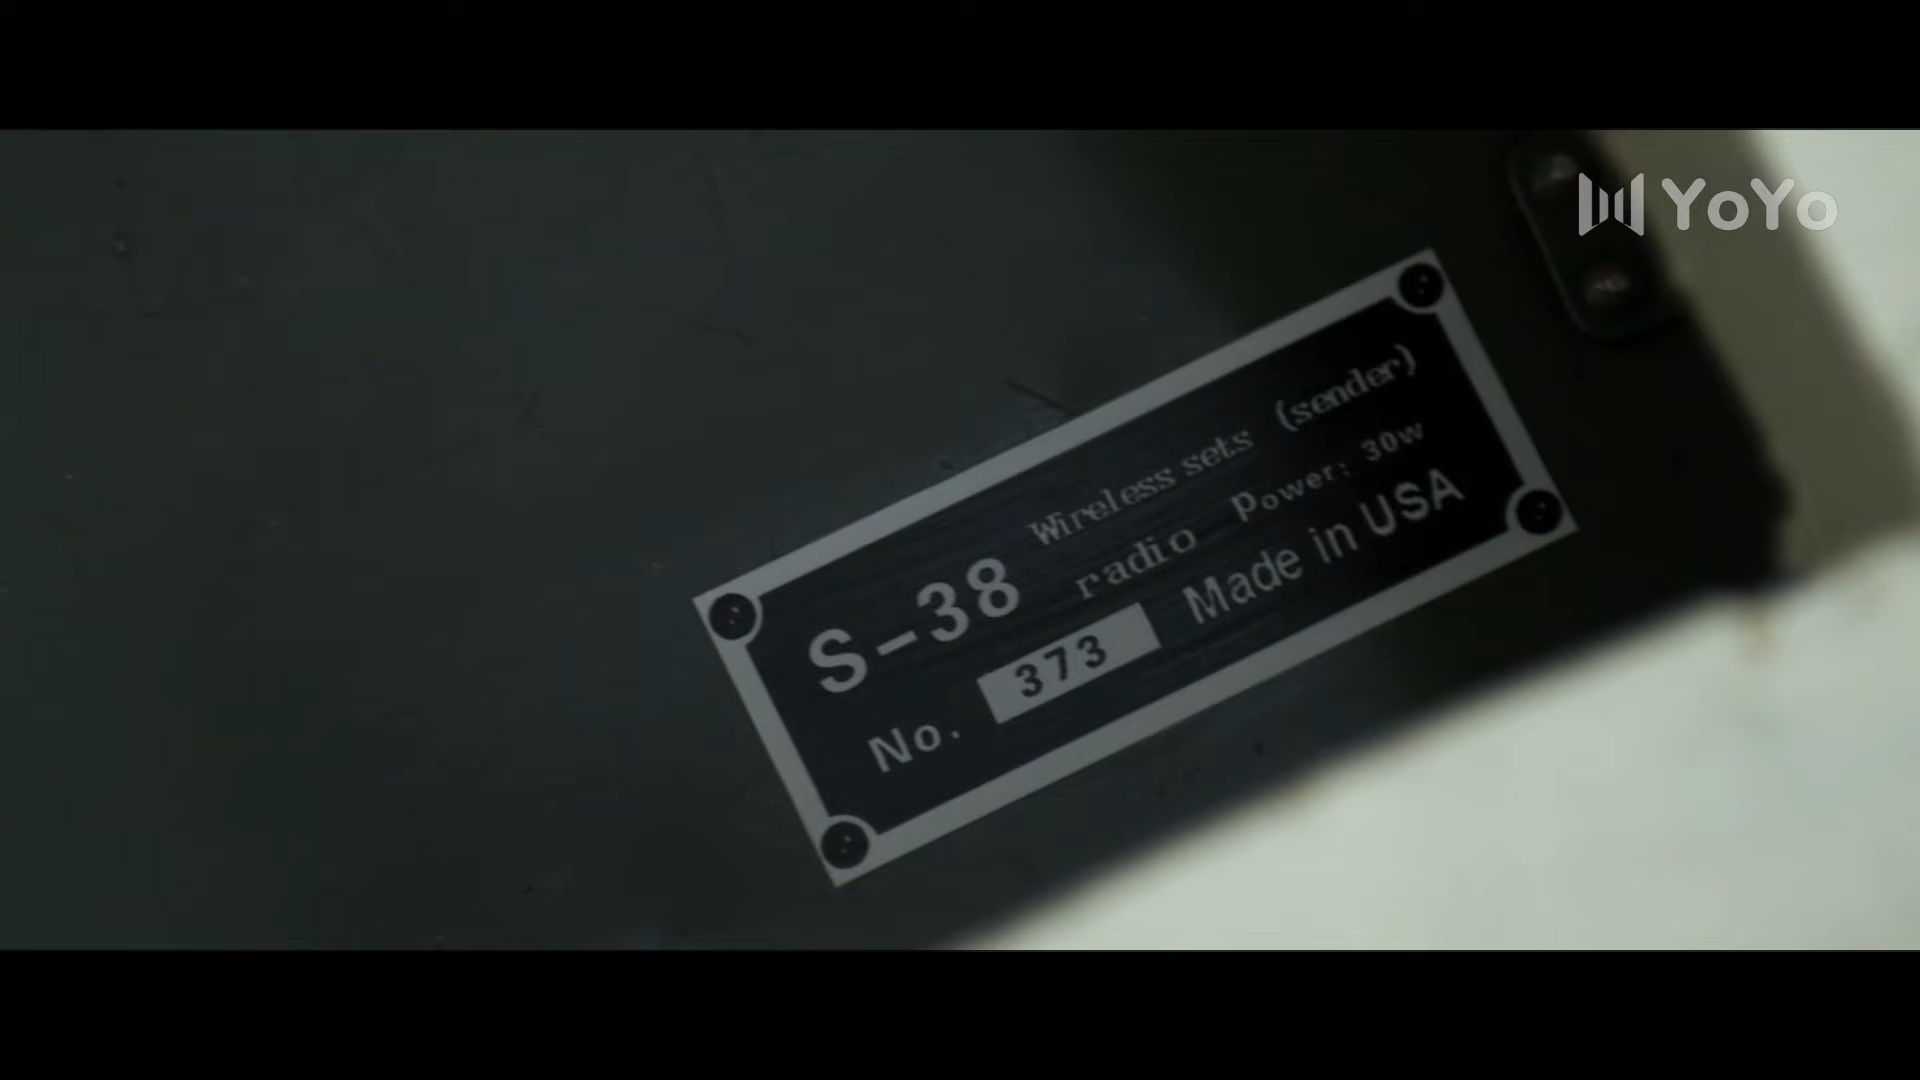 YoYo
S-38 Wireless sets (sender)
radio Power: 30w
No. 373 Made in USA